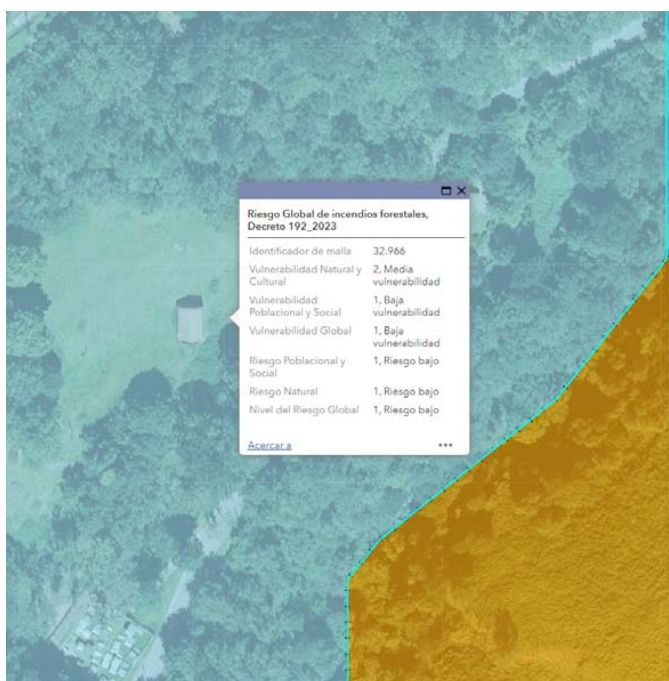 Riesgo Global de incendios forestales,
Decreto 192_2023
Identificador de malla 32.966
Vulnerabilidad Natural y 2, Media
Cultural vulnerabilidad
Vulnerabilidad 1, Baja
Poblacional y Social vulnerabilidad
Vulnerabilidad Global 1, Baja
vulnerabilidad
Riesgo Poblacional y 1, Riesgo bajo
Social
Riesgo Natural 1, Riesgo bajo
Nivel del Riesgo Global 1, Riesgo bajo
Acercar a